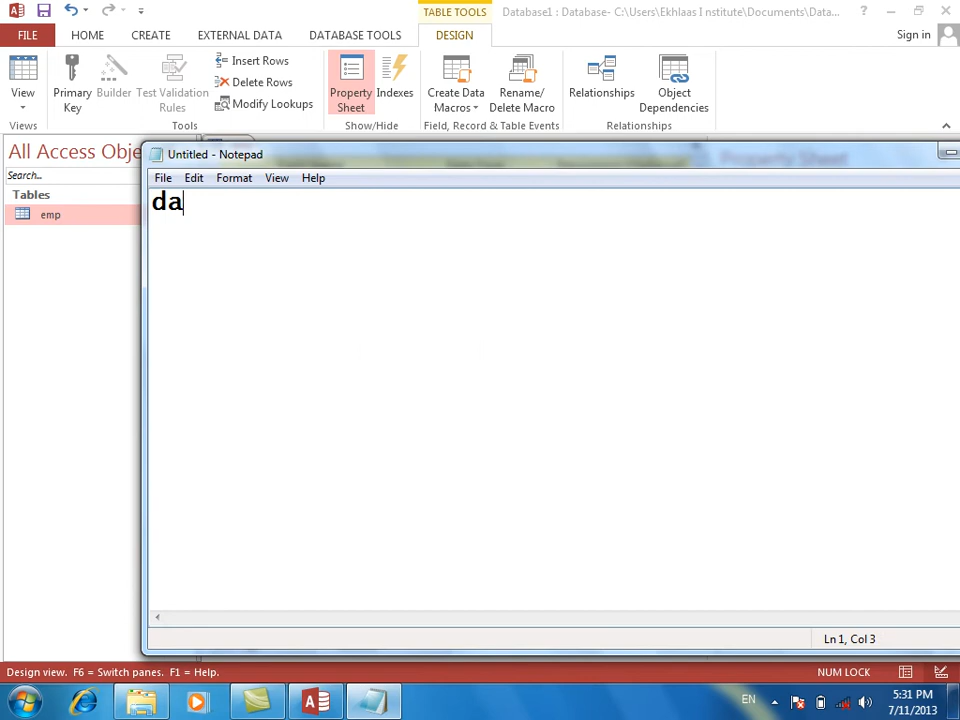 TABLE TOOLS
Database1 : Database- C:\Users\Ekhlaas I nstitute\Documents\Data...
FILE HOME CREATE EXTERNAL DATA DATABASE TOOLS DESIGN Sign in
View
Views
Primary Key
Builder
Test Validation Rules
Insert Rows
Delete Rows
Modify Lookups
Tools
Property Sheet
Indexes
Show/Hide
Create Data Macros
Rename/ Delete Macro
Field, Record & Table Events
Relationships
Object Dependencies
Relationships
All Access Obje
Search...
Tables
emp
Untitled - Notepad
Property Sheet
File Edit Format View Help
da
Ln 1, Col 3
Design view. F6 = Switch panes. F1 = Help.
NUM LOCK
EN
5:31 PM
7/11/2013